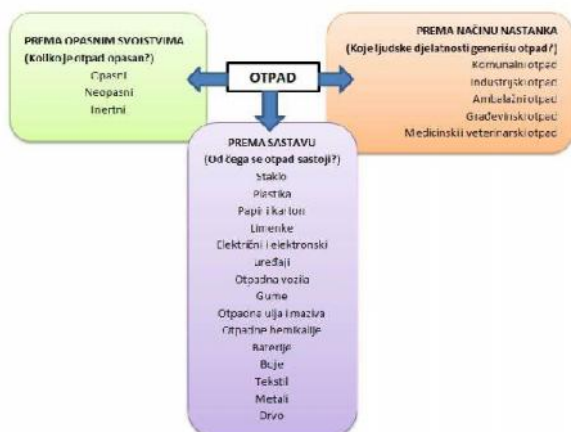 PREMA OPASNIM SVOJSTVIMA
(Koliko je otpad opasan?)
Opasni
Neopasni
Inertni
OTPAD
PREMA NAČINU NASTANKA
(Koje ljudske djelatnosti generišu otpad?)
Komunalni otpad
Industrijski otpad
Ambalažni otpad
Građevinski otpad
Medicinski i veterinarski otpad
PREMA SASTAVU
(Od čega se otpad sastoji?)
Staklo
Plastika
Papir i karton
Limenke
Električni i elektronski
uređaji
Otpadna vozila
Gume
Otpadna ulja i maziva
Otpadne hemikalije
Baterije
Boje
Tekstil
Metali
Drvo